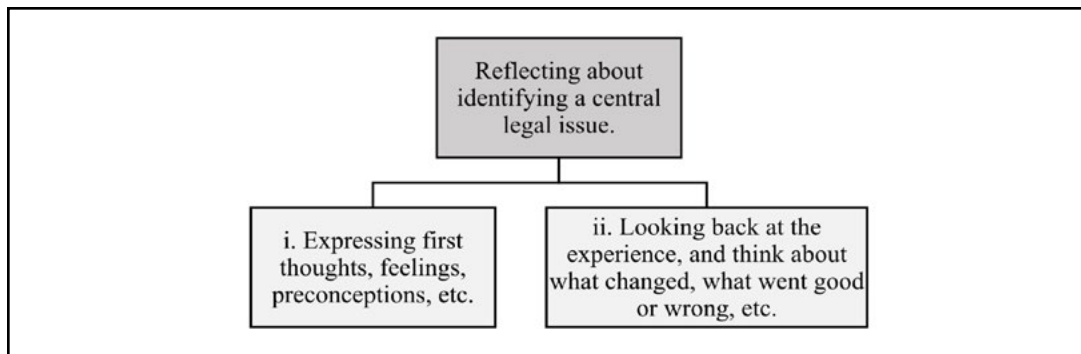 Reflecting about
identifying a central
legal issue.
i. Expressing first
thoughts, feelings,
preconceptions, etc.
ii. Looking back at the
experience, and think about
what changed, what went good
or wrong, etc.